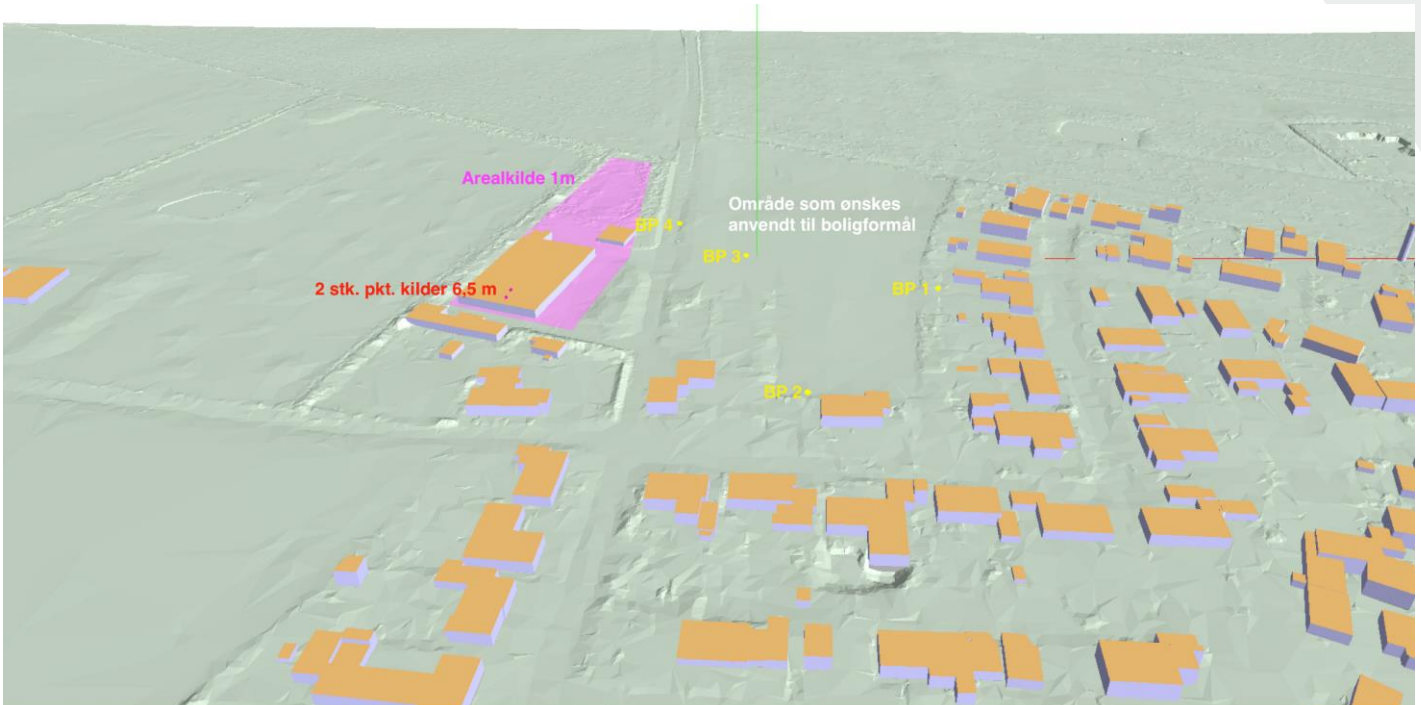 Arealkilde 1m
Område som ønskes
anvendt til boligformål
BP 4
BP 3
2 stk. pkt. kilder 6,5 m
BP 1
BP 2